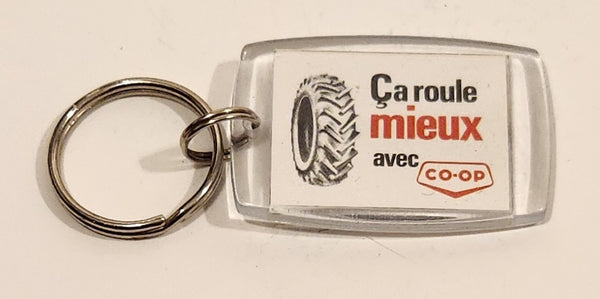 Ça roule
mieux
avec CO-OP